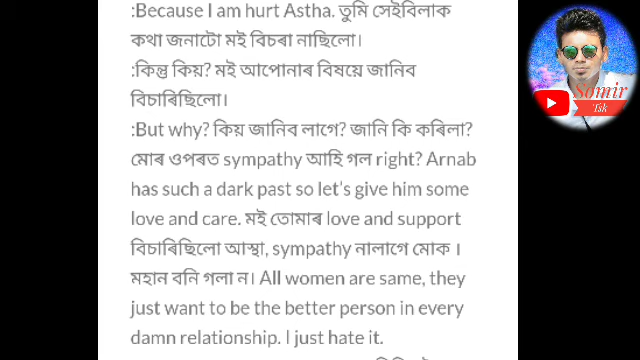 :Because I am hurt Astha. তুমি সেইবিলাক
কথা জনাটো মই বিচৰা নাছিলো।
:কিন্তু কিয়? মই আপোনাৰ বিষয়ে জানিব
বিচাৰিছিলো।
:But why? কিয় জানিব লাগে? জানি কি কৰিলা?
মোৰ ওপৰত sympathy আহি গল right? Arnab
has such a dark past so let's give him some
love and care. মই তোমাৰ love and support
বিচাৰিছিলো আস্থা, sympathy নালাগে মোক ।
মহান বনি গলা ন। All women are same, they
just want to be the better person in every
damn relationship. I just hate it.
Somir
Tsk